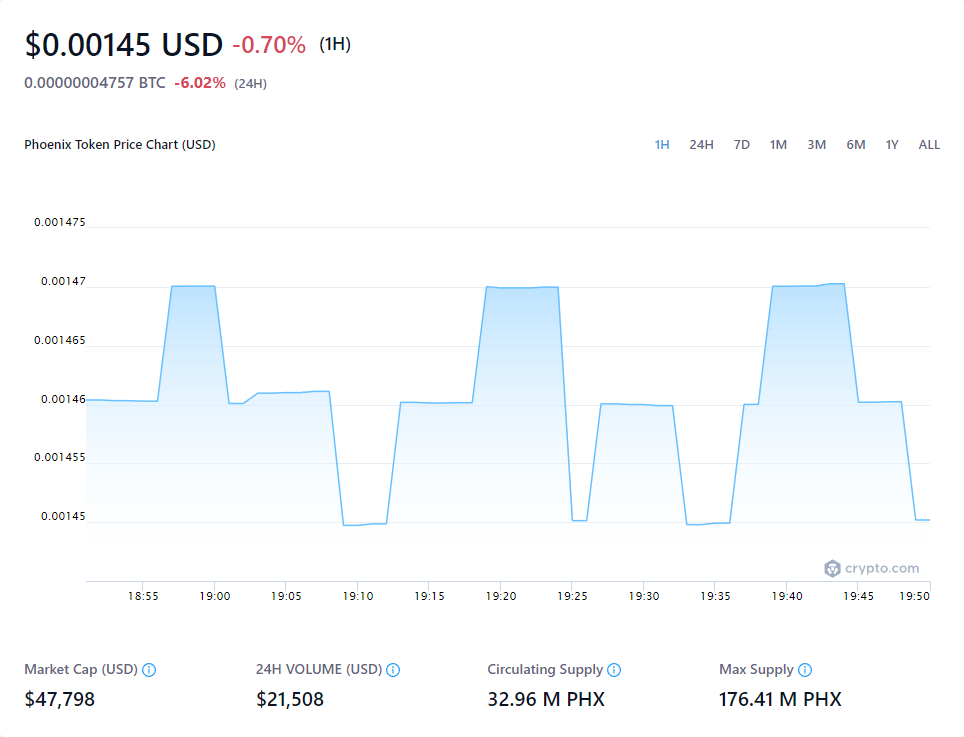 $0.00145 USD -0.70% (1H)
0.00000004757 BTC -6.02% (24H)
Phoenix Token Price Chart (USD) 1H 24H 7D 1M 3M 6M 1Y ALL
0.001475
0.00147
0.001465
0.00146
0.001455
0.00145
crypto.com
18:55 19:00 19:05 19:10 19:15 19:20 19:25 19:30 19:35 19:40 19:45 19:50
Market Cap (USD) 24H VOLUME (USD) Circulating Supply Max Supply
$47,798 $21,508 32.96 M PHX 176.41 M PHX